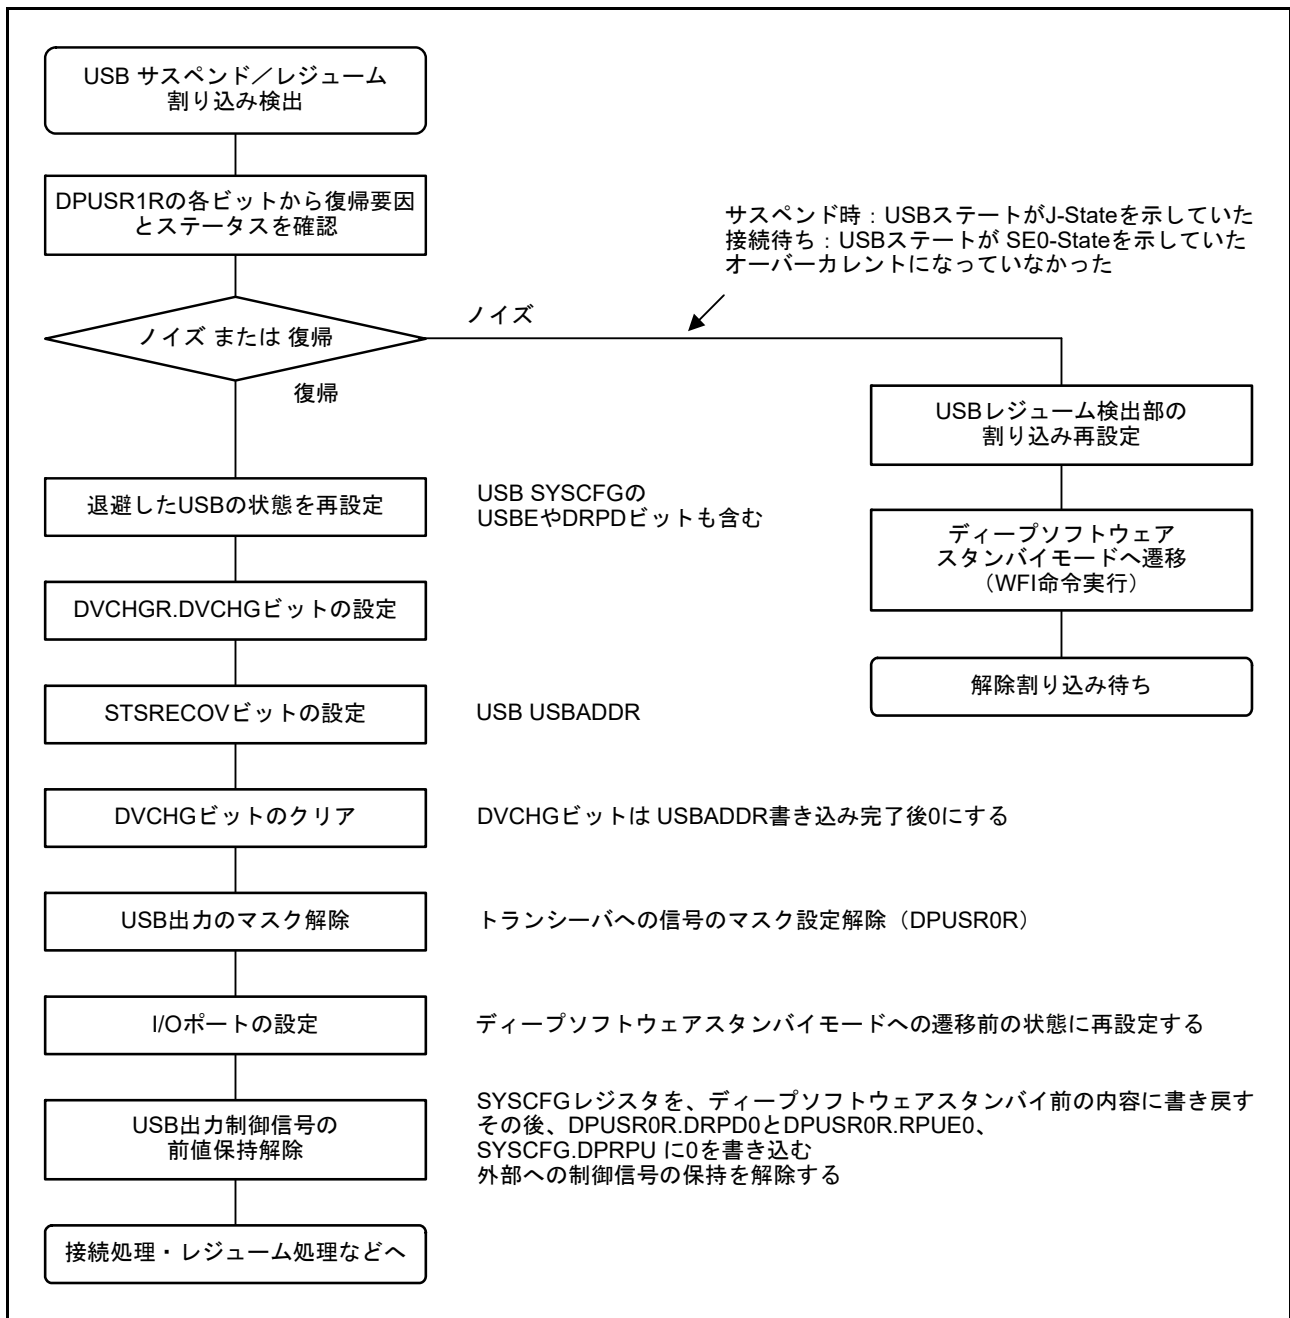 USB サスペンド／レジューム
割り込み検出
DPUSR1Rの各ビットから復帰要因
とステータスを確認
サスペンド時：USBステートがJ-Stateを示していた
接続待ち：USBステートが SE0-Stateを示していた
オーバーカレントになっていなかった
ノイズ または 復帰
ノイズ
復帰
USBレジューム検出部の
割り込み再設定
ディープソフトウェア
スタンバイモードへ遷移
（WFI命令実行）
解除割り込み待ち
退避したUSBの状態を再設定
USB SYSCFGの
USBEやDRPDビットも含む
DVCHGR.DVCHGビットの設定
STSRECOVビットの設定
USB USBADDR
DVCHGビットのクリア
DVCHGビットは USBADDR書き込み完了後0にする
USB出力のマスク解除
トランシーバへの信号のマスク設定解除（DPUSR0R）
I/Oポートの設定
ディープソフトウェアスタンバイモードへの遷移前の状態に再設定する
USB出力制御信号の
前値保持解除
SYSCFGレジスタを、ディープソフトウェアスタンバイ前の内容に書き戻す
その後、DPUSR0R.DRPD0とDPUSR0R.RPUE0、
SYSCFG.DPRPU に0を書き込む
外部への制御信号の保持を解除する
接続処理・レジューム処理などへ